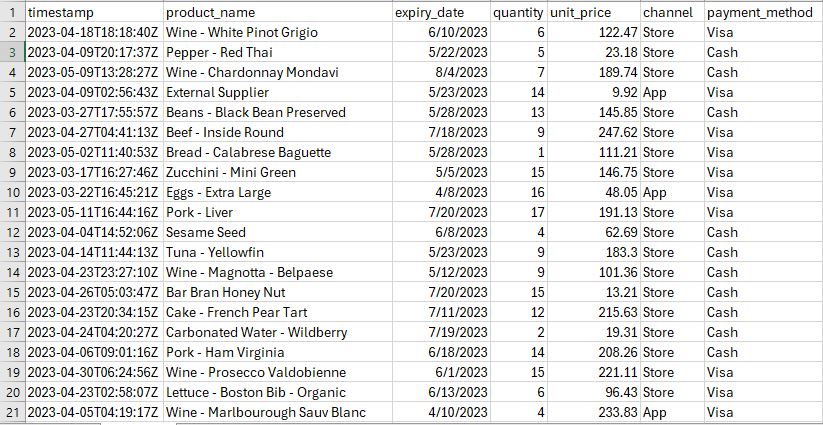 1 timestamp product_name expiry_date quantity unit_price channel payment_method
2 2023-04-18T18:18:40Z Wine - White Pinot Grigio 6/10/2023 6 122.47 Store Visa
3 2023-04-09T20:17:37Z Pepper - Red Thai 5/22/2023 5 23.18 Store Cash
4 2023-05-09T13:28:27Z Wine - Chardonnay Mondavi 8/4/2023 7 189.74 Store Cash
5 2023-04-09T02:56:43Z External Supplier 5/23/2023 14 9.92 App Visa
6 2023-03-27T17:55:57Z Beans - Black Bean Preserved 5/28/2023 13 145.85 Store Cash
7 2023-04-27T04:41:13Z Beef - Inside Round 7/18/2023 9 247.62 Store Visa
8 2023-05-02T11:40:53Z Bread - Calabrese Baguette 5/28/2023 1 111.21 Store Visa
9 2023-03-17T16:27:46Z Zucchini - Mini Green 5/5/2023 15 146.75 Store Visa
10 2023-03-22T16:45:21Z Eggs - Extra Large 4/8/2023 16 48.05 App Visa
11 2023-05-11T16:44:16Z Pork - Liver 7/20/2023 17 191.13 Store Visa
12 2023-04-04T14:52:06Z Sesame Seed 6/8/2023 4 62.69 Store Cash
13 2023-04-14T11:44:13Z Tuna - Yellowfin 5/23/2023 9 183.3 Store Cash
14 2023-04-23T23:27:10Z Wine - Magnotta - Belpaese 5/12/2023 9 101.36 Store Cash
15 2023-04-26T05:03:47Z Bar Bran Honey Nut 7/20/2023 15 13.21 Store Cash
16 2023-04-23T20:34:15Z Cake - French Pear Tart 7/11/2023 12 215.63 Store Cash
17 2023-04-24T04:20:27Z Carbonated Water - Wildberry 7/19/2023 2 19.31 Store Cash
18 2023-04-06T09:01:16Z Pork - Ham Virginia 6/18/2023 14 208.26 Store Cash
19 2023-04-30T06:24:56Z Wine - Prosecco Valdobienne 6/1/2023 15 221.11 Store Visa
20 2023-04-23T02:58:07Z Lettuce - Boston Bib - Organic 6/13/2023 6 96.43 Store Visa
21 2023-04-05T04:19:17Z Wine - Marlbourough Sauv Blanc 4/10/2023 4 233.83 App Visa